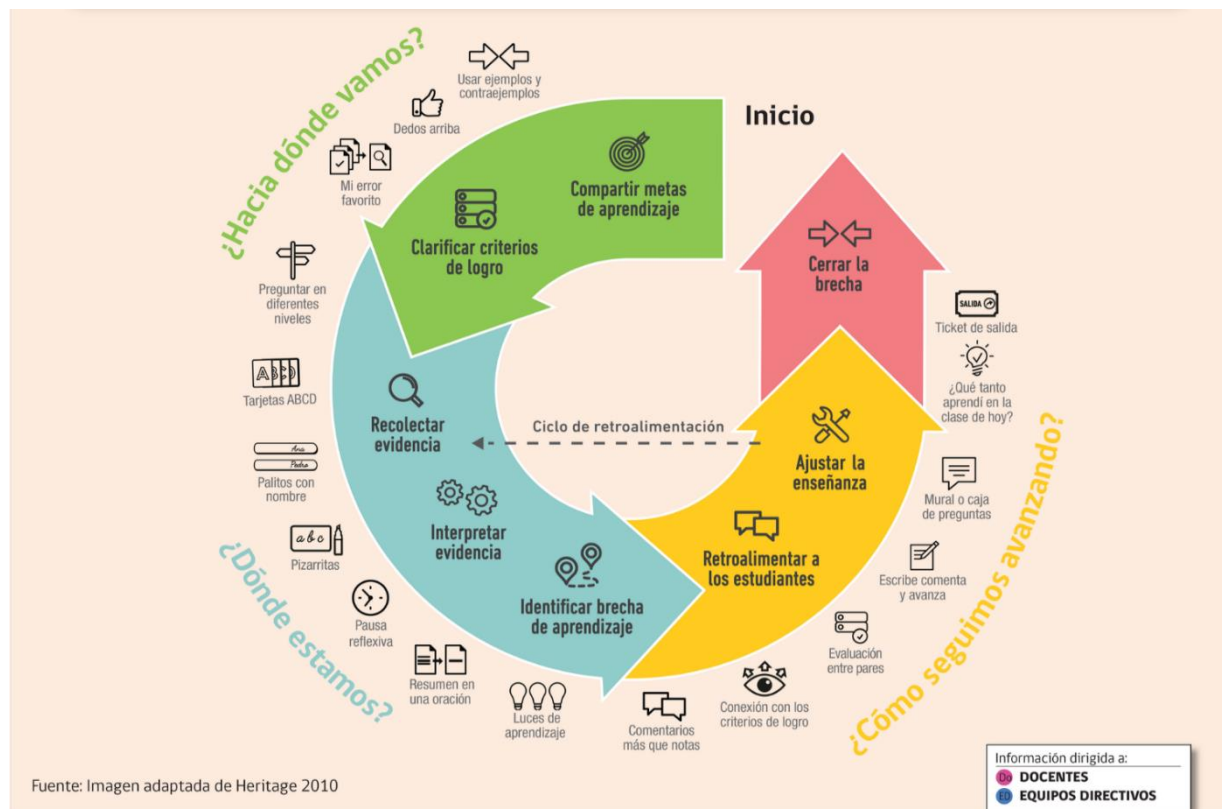 ¿Hacia dónde vamos?
Usar ejemplos y
contraejemplos
Dedos arriba
Mi error
favorito
Inicio
Compartir metas
de aprendizaje
Clarificar criterios
de logro
Preguntar en
diferentes
niveles
ABCD
Tarjetas ABCD
Ana
Pedro
Palitos con
nombre
abc
Pizarritas
Pausa
reflexiva
Resumen en
una oración
Luces de
aprendizaje
¿Dónde estamos?
Recolectar
evidencia
Interpretar
evidencia
Identificar brecha
de aprendizaje
Ciclo de retroalimentación
Retroalimentar a
los estudiantes
Ajustar la
enseñanza
Cerrar la
brecha
SALIDA
Ticket de salida
¿Qué tanto
aprendí en la
clase de hoy?
Mural o caja
de preguntas
Escribe comenta
y avanza
Evaluación
entre pares
Conexión con los
criterios de logro
Comentarios
más que notas
¿Cómo seguimos avanzando?
Fuente: Imagen adaptada de Heritage 2010
Información dirigida a:
Do DOCENTES
ED EQUIPOS DIRECTIVOS